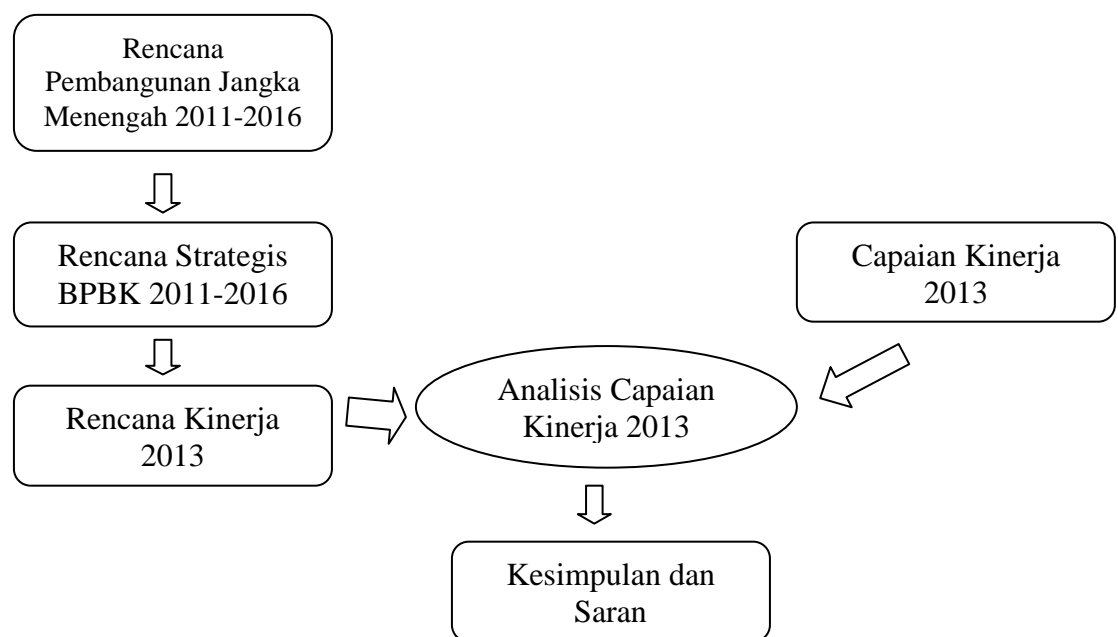 Rencana
Pembangunan Jangka
Menengah 2011-2016
Rencana Strategis
BPBK 2011-2016
Capaian Kinerja
2013
Rencana Kinerja
2013
Analisis Capaian
Kinerja 2013
Kesimpulan dan
Saran